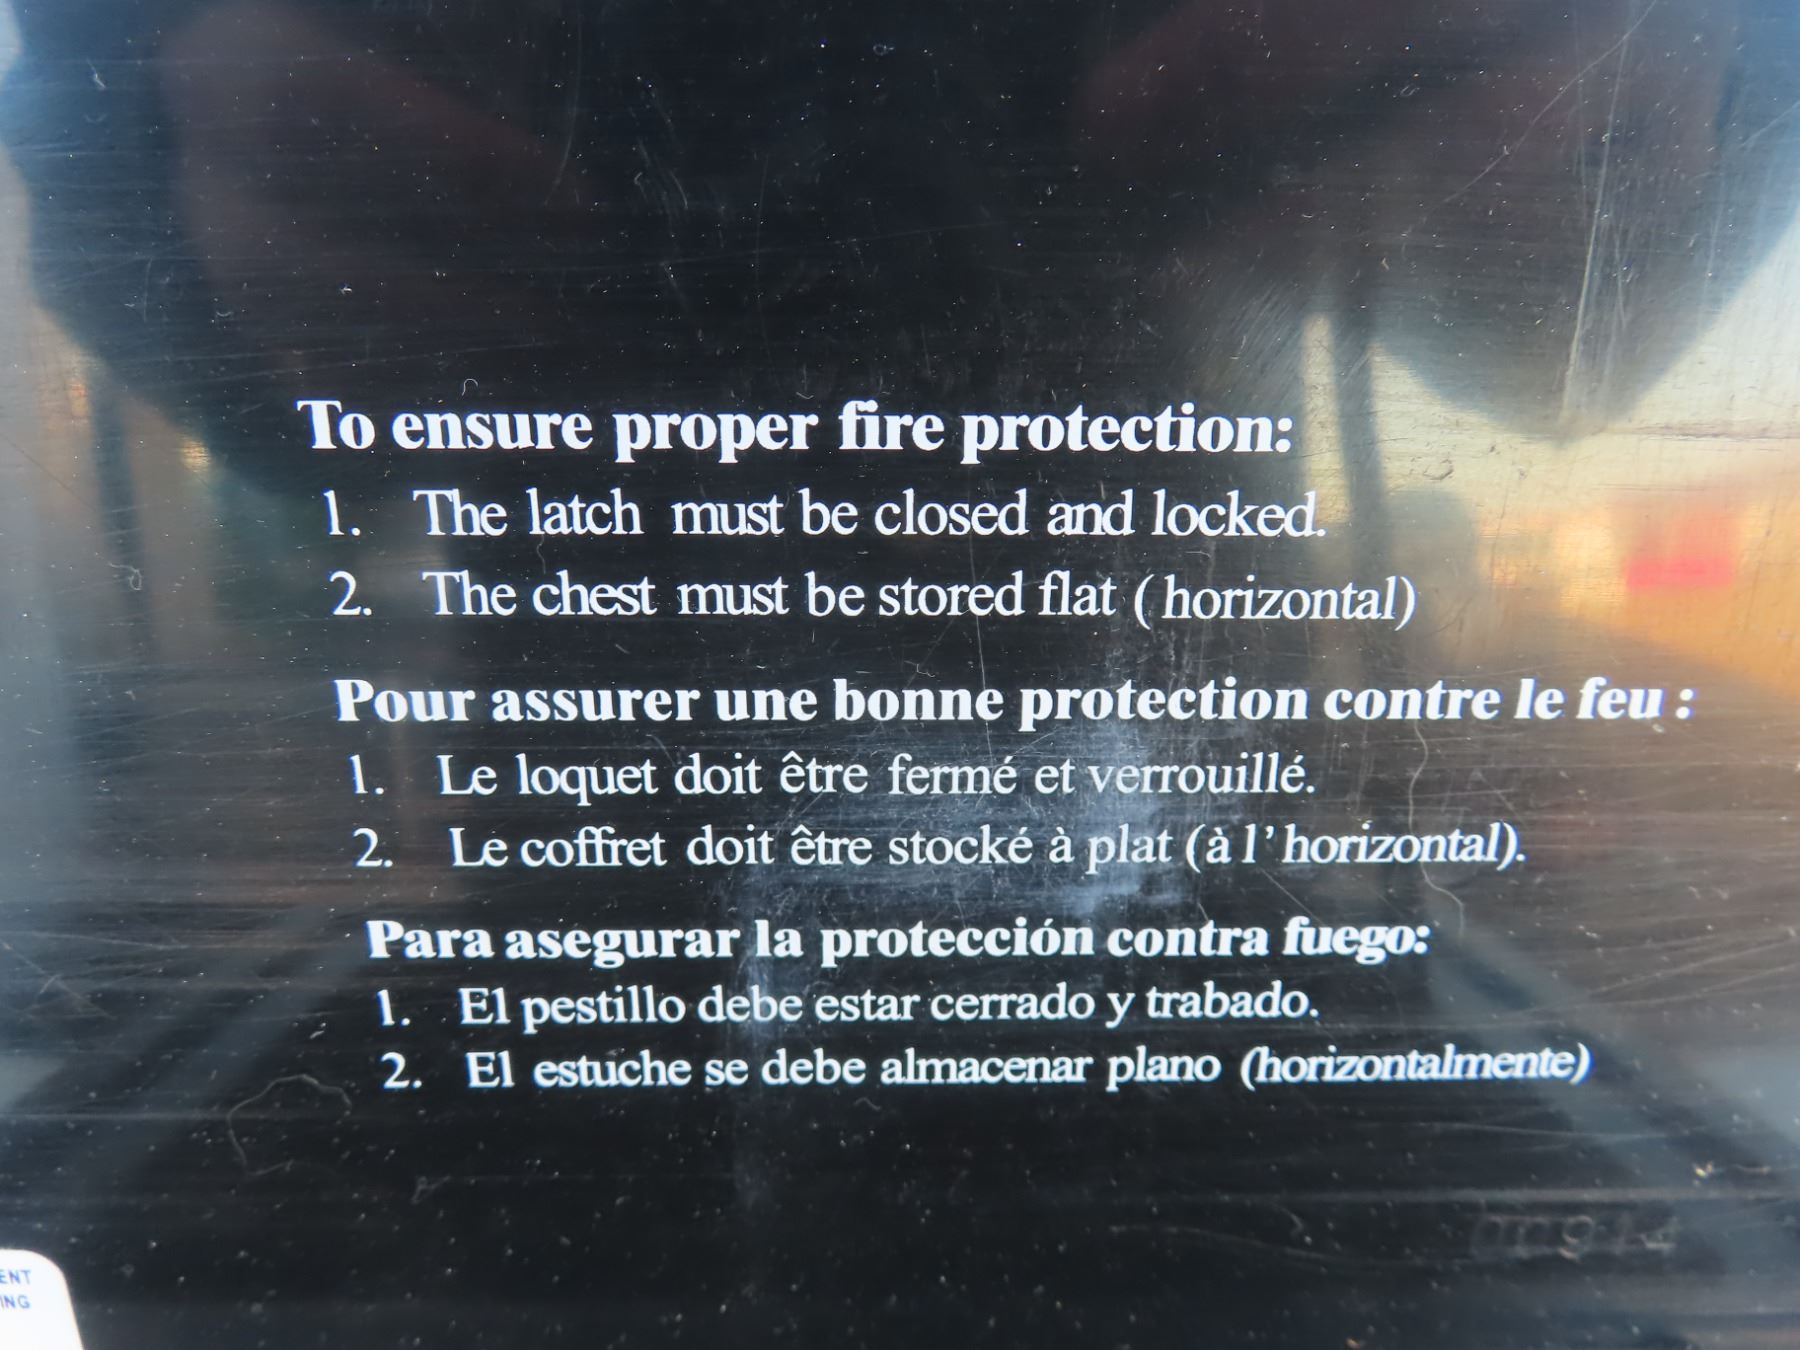 To ensure proper fire protection:
1. The latch must be closed and locked.
2. The chest must be stored flat ( horizontal)
Pour assurer une bonne protection contre le feu :
1. Le loquet doit être fermé et verrouillé.
2. Le coffret doit être stocké à plat (à l' horizontal).
Para asegurar la protección contra fuego:
1. El pestillo debe estar cerrado y trabado.
2. El estuche se debe almacenar plano (horizontalmente)
ENT
ING